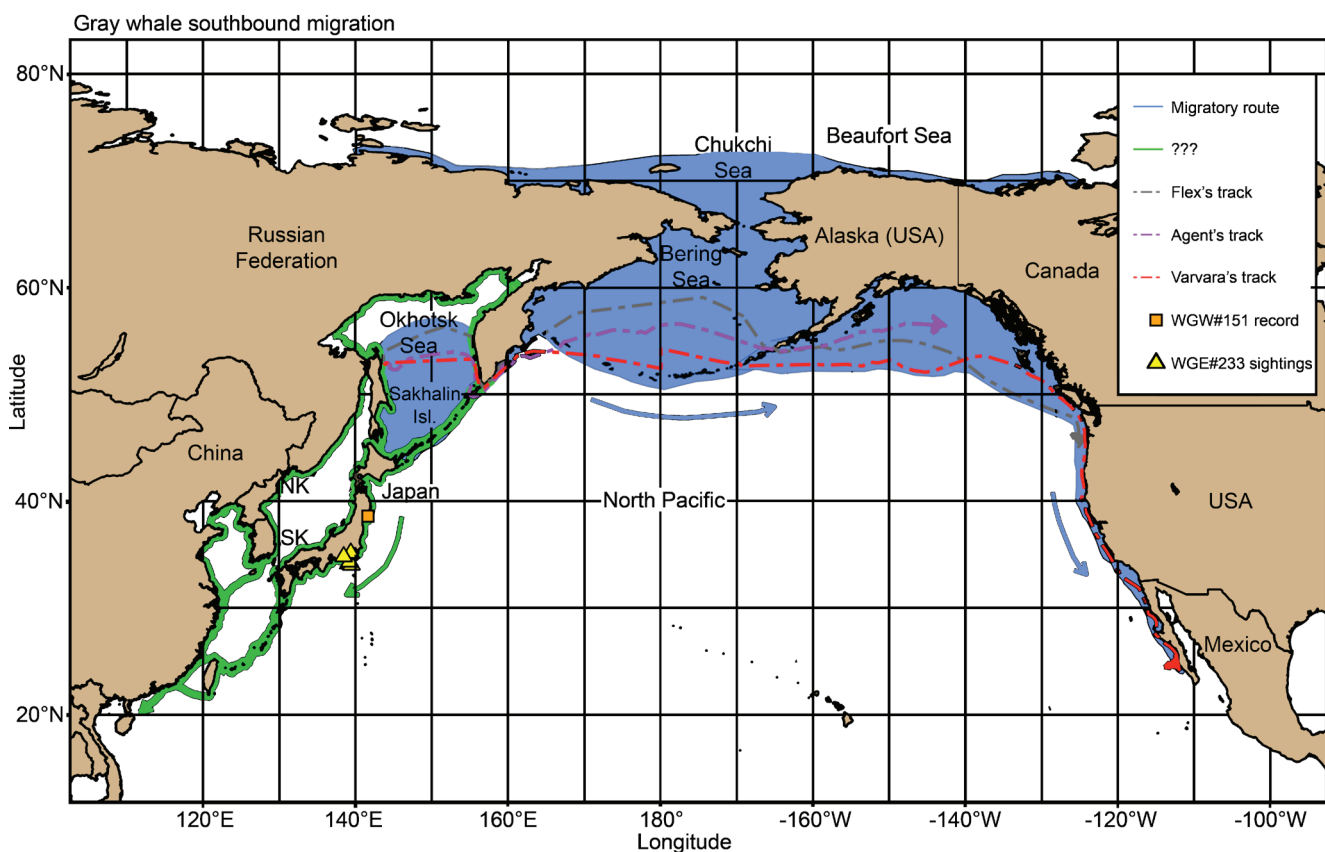 Gray whale southbound migration
80°N
60°N
40°N
20°N
Latitude
Chukchi
Sea
Beaufort Sea
Russian
Federation
Bering
Sea
Alaska (USA)
Canada
Okhotsk
Sea
Sakhalin
Isl.
China
NK
SK
Japan
North Pacific
USA
Mexico
Migratory route
???
Flex's track
Agent's track
Varvara's track
WGW#151 record
WGE#233 sightings
120°E
140°E
160°E
180°
-160°W
-140°W
-120°W
-100°W
Longitude